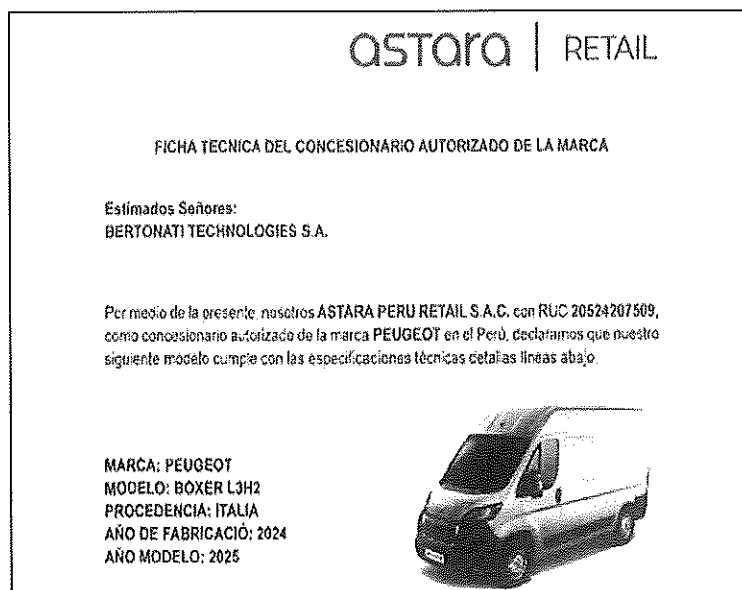 astara | RETAIL
FICHA TECNICA DEL CONCESIONARIO AUTORIZADO DE LA MARCA
Estimados Señores:
BERTONATI TECHNOLOGIES S.A.
Por medio de la presente, nosotros ASTARA PERU RETAIL S.A.C. con RUC 20524207509,
como concesionario autorizado de la marca PEUGEOT en el Perú, declaramos que nuestro
siguiente modelo cumple con las especificaciones técnicas detallas líneas abajo.
MARCA: PEUGEOT
MODELO: BOXER L3H2
PROCEDENCIA: ITALIA
AÑO DE FABRICACIÓ: 2024
AÑO MODELO: 2025